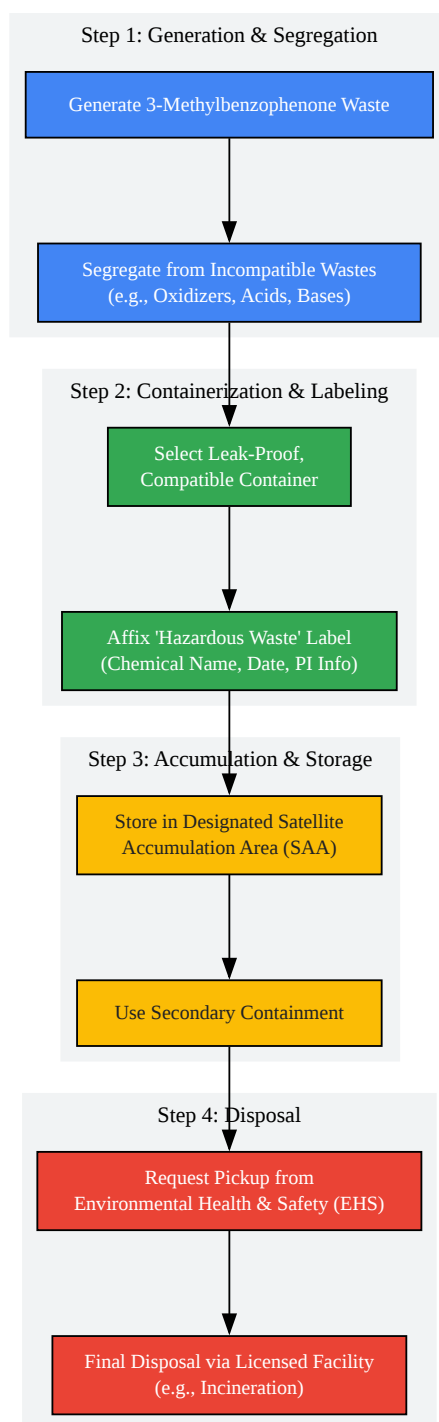 Step 1: Generation & Segregation
Generate 3-Methylbenzophenone Waste
Segregate from Incompatible Wastes
(e.g., Oxidizers, Acids, Bases)
Step 2: Containerization & Labeling
Select Leak-Proof,
Compatible Container
Affix 'Hazardous Waste' Label
(Chemical Name, Date, PI Info)
Step 3: Accumulation & Storage
Store in Designated Satellite
Accumulation Area (SAA)
Use Secondary Containment
Step 4: Disposal
Request Pickup from
Environmental Health & Safety (EHS)
Final Disposal via Licensed Facility
(e.g., Incineration)